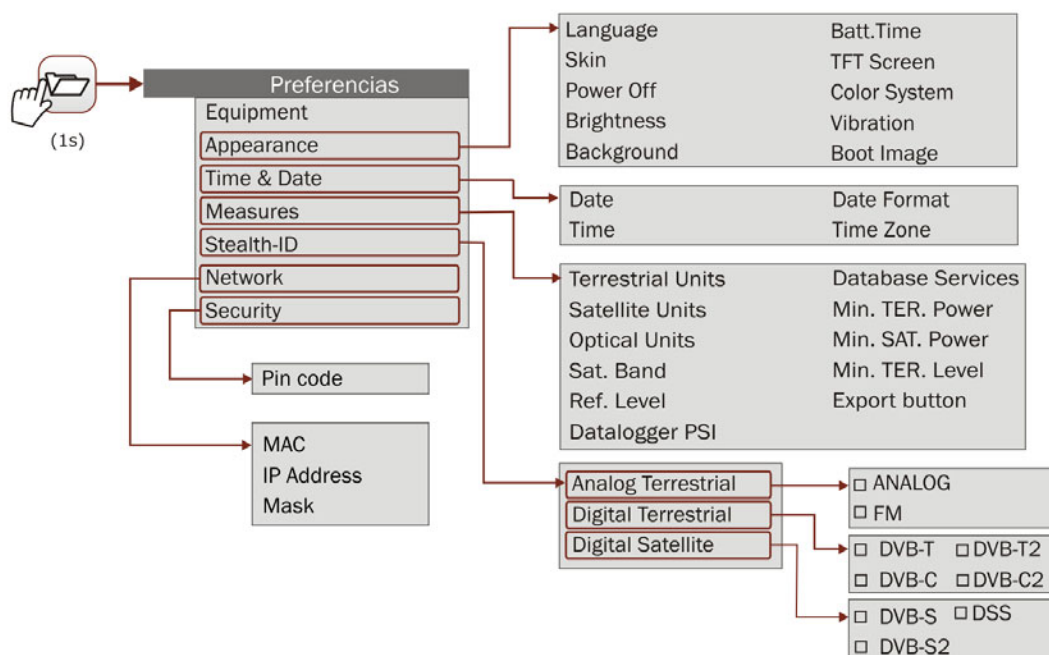 (1s)
Preferencias
Equipment
Appearance
Time & Date
Measures
Stealth-ID
Network
Security
Language
Skin
Power Off
Brightness
Background
Batt.Time
TFT Screen
Color System
Vibration
Boot Image
Date
Time
Date Format
Time Zone
Terrestrial Units
Satellite Units
Optical Units
Sat. Band
Ref. Level
Datalogger PSI
Database Services
Min. TER. Power
Min. SAT. Power
Min. TER. Level
Export button
Pin code
MAC
IP Address
Mask
Analog Terrestrial
Digital Terrestrial
Digital Satellite
ANALOG
FM
DVB-T DVB-T2
DVB-C DVB-C2
DVB-S DSS
DVB-S2